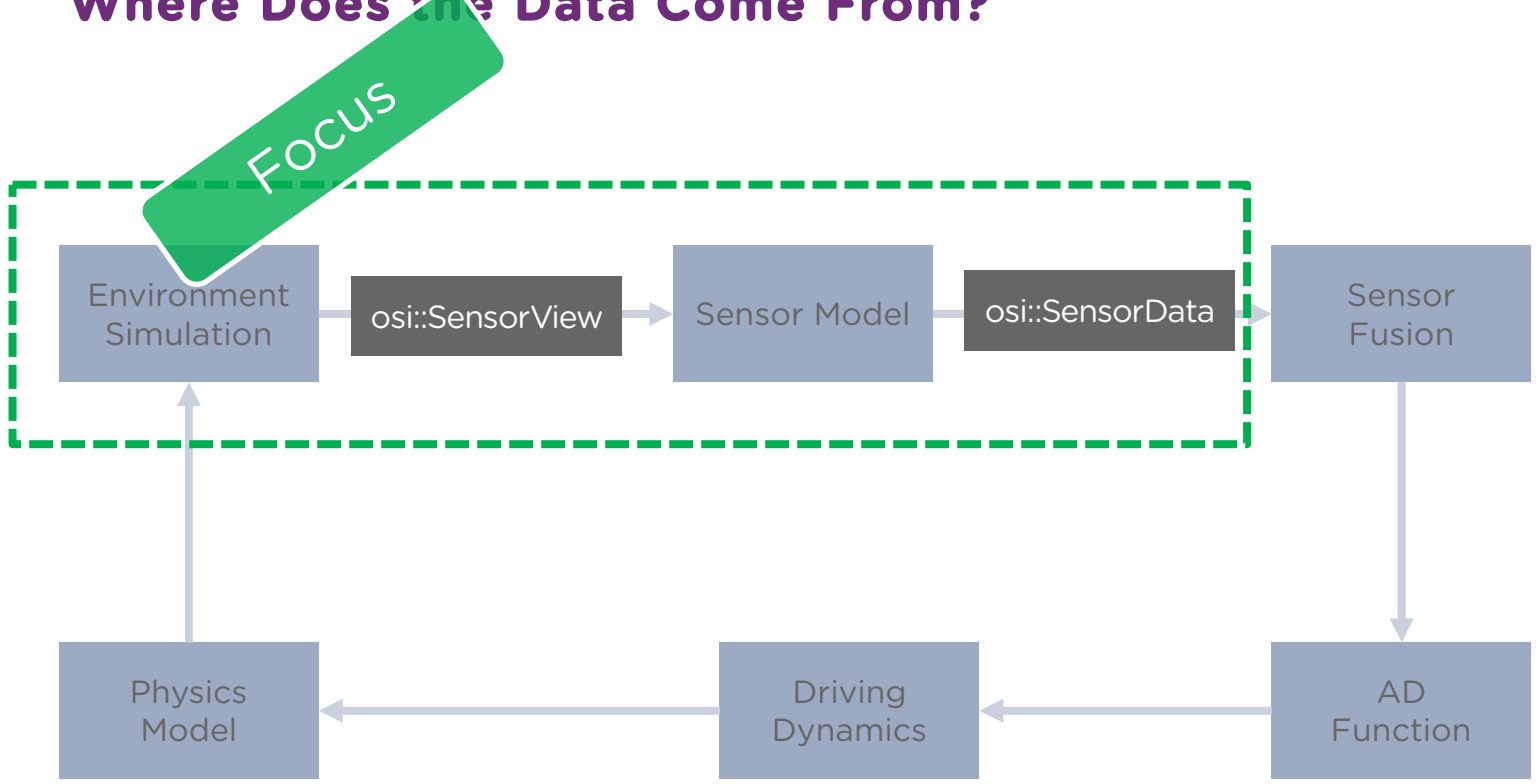 Where Does the Data Come From?
Focus
Environment
Simulation
osi::SensorView
Sensor Model
osi::SensorData
Sensor
Fusion
Physics
Model
Driving
Dynamics
AD
Function